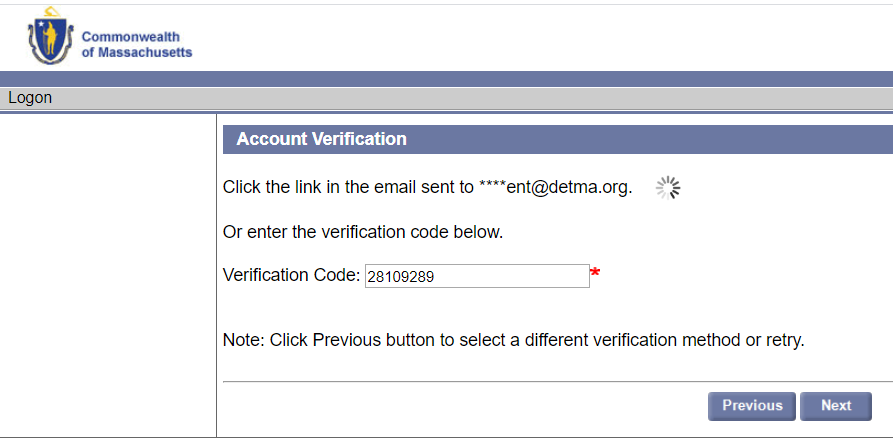 Commonwealth
of Massachusetts
Logon
Account Verification
Click the link in the email sent to ****ent@detma.org.
Or enter the verification code below.
Verification Code: 28109289 *
Note: Click Previous button to select a different verification method or retry.
Previous Next